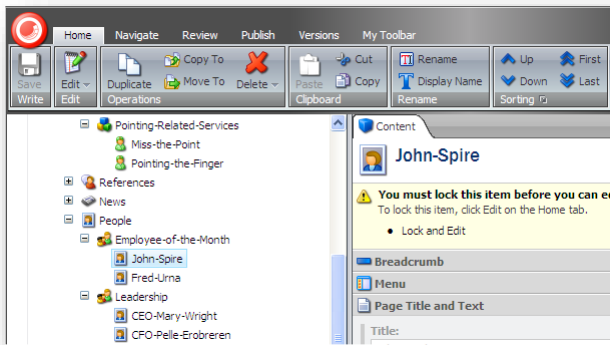 Home Navigate Review Publish Versions My Toolbar
Save Edit Duplicate Copy To Move To Delete Paste Cut Copy Rename Display Name Up Down First Last
Write Edit Operations Clipboard Rename Sorting
Pointing-Related-Services
Miss-the-Point
Pointing-the-Finger
References
News
People
Employee-of-the-Month
John-Spire
Fred-Urna
Leadership
CEO-Mary-Wright
CFO-Pelle-Erobreren
Content
John-Spire
You must lock this item before you can e
To lock this item, click Edit on the Home tab.
• Lock and Edit
Breadcrumb
Menu
Page Title and Text
Title: